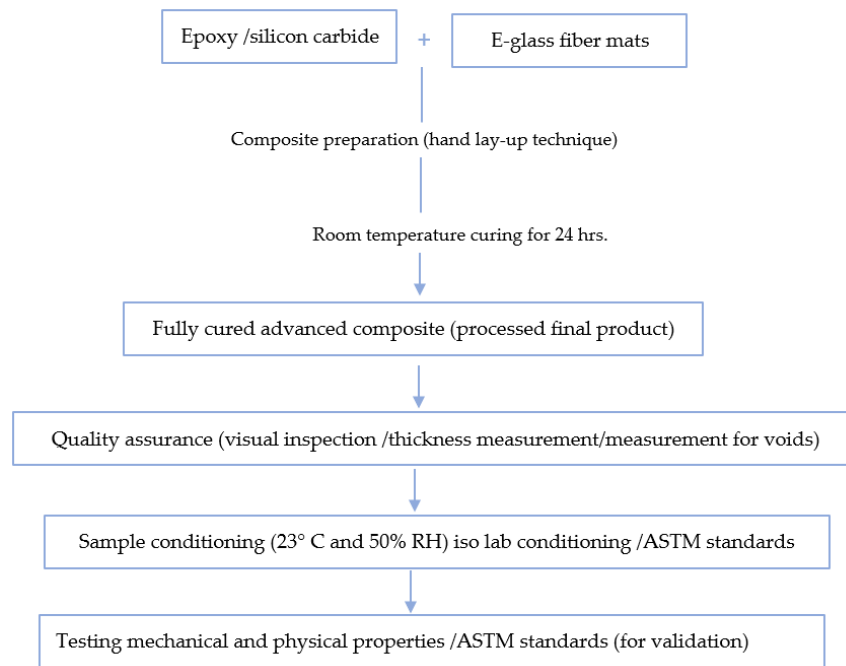 Epoxy /silicon carbide + E-glass fiber mats
Composite preparation (hand lay-up technique)
Room temperature curing for 24 hrs.
Fully cured advanced composite (processed final product)
Quality assurance (visual inspection /thickness measurement/measurement for voids)
Sample conditioning (23° C and 50% RH) iso lab conditioning /ASTM standards
Testing mechanical and physical properties /ASTM standards (for validation)